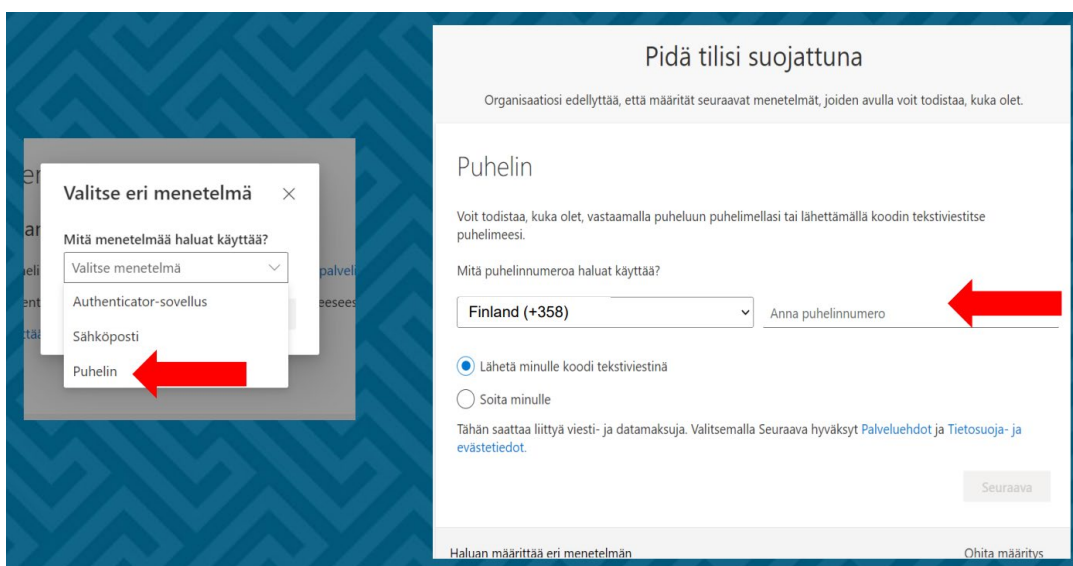 Valitse eri menetelmä
Mitä menetelmää haluat käyttää?
Valitse menetelmä
Authenticator-sovellus
Sähköposti
Puhelin
Pidä tilisi suojattuna
Organisaatiosi edellyttää, että määrität seuraavat menetelmät, joiden avulla voit todistaa, kuka olet.
Puhelin
Voit todistaa, kuka olet, vastaamalla puheluun puhelimellasi tai lähettämällä koodin tekstiviestitse
puhelimeesi.
Mitä puhelinnumeroa haluat käyttää?
Finland (+358)
Anna puhelinnumero
Lähetä minulle koodi tekstiviestinä
Soita minulle
Tähän saattaa liittyä viesti- ja datamaksuja. Valitsemalla Seuraava hyväksyt Palveluehdot ja Tietosuoja- ja
evästetiedot.
Seuraava
Haluan määrittää eri menetelmän
Ohita määritys